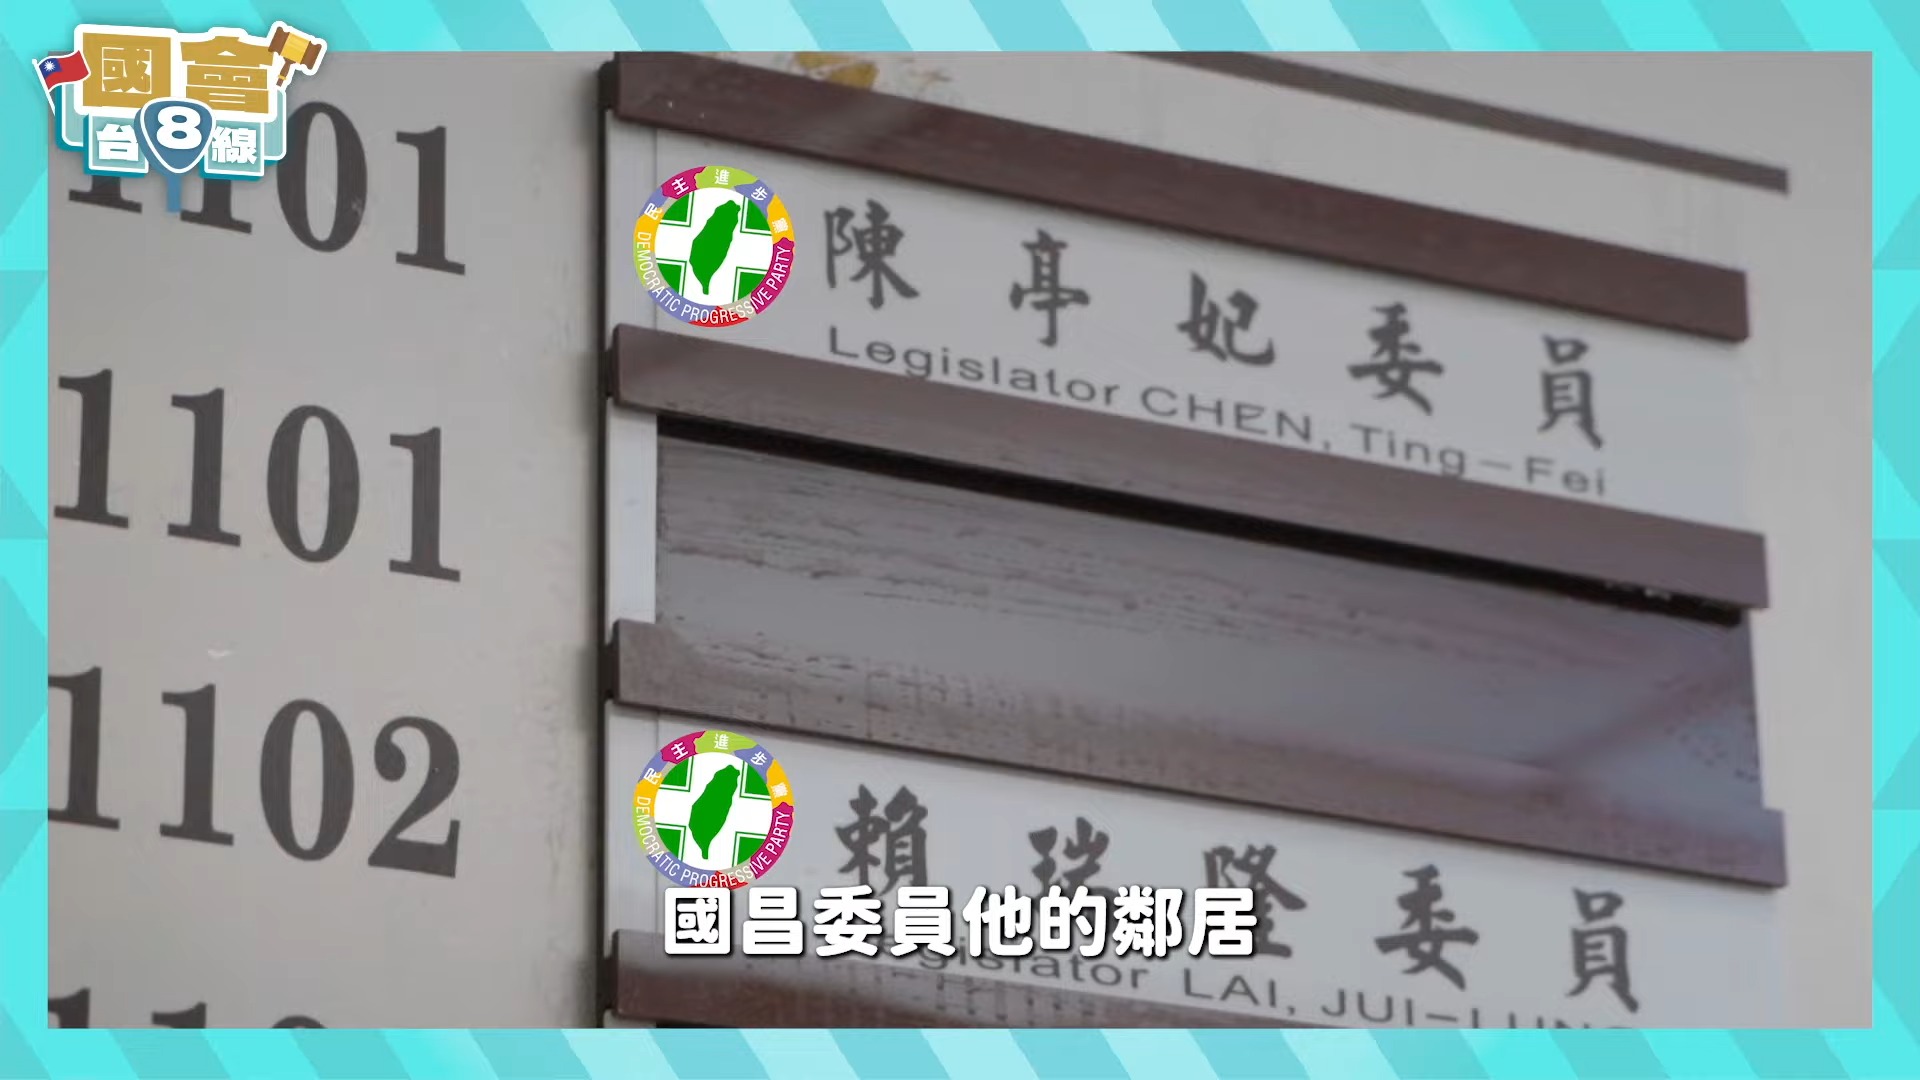 國會
台8線
1101
民主進步黨
DEMOCRATIC PROGRESSIVE PARTY
陳亭妃委員
Legislator CHEN, Ting-Fei
1101
1102
民主進步黨
DEMOCRATIC PROGRESSIVE PARTY
賴瑞隆委員
國昌委員他的鄰居
Legislator LAI, JUI-LUNG